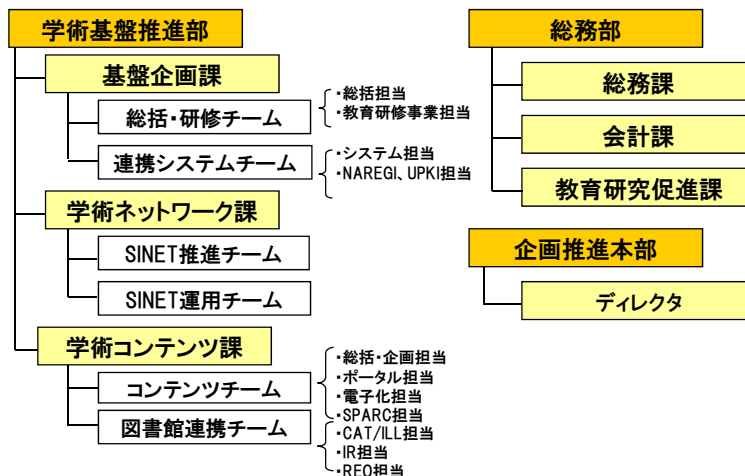 学術基盤推進部
基盤企画課
総括・研修チーム
・総括担当
・教育研修事業担当
連携システムチーム
・システム担当
・NAREGI、UPKI担当
学術ネットワーク課
SINET推進チーム
SINET運用チーム
学術コンテンツ課
コンテンツチーム
・総括・企画担当
・ポータル担当
・電子化担当
・SPARC担当
図書館連携チーム
・CAT/ILL担当
・IR担当
・REO担当
総務部
総務課
会計課
教育研究促進課
企画推進本部
ディレクタ